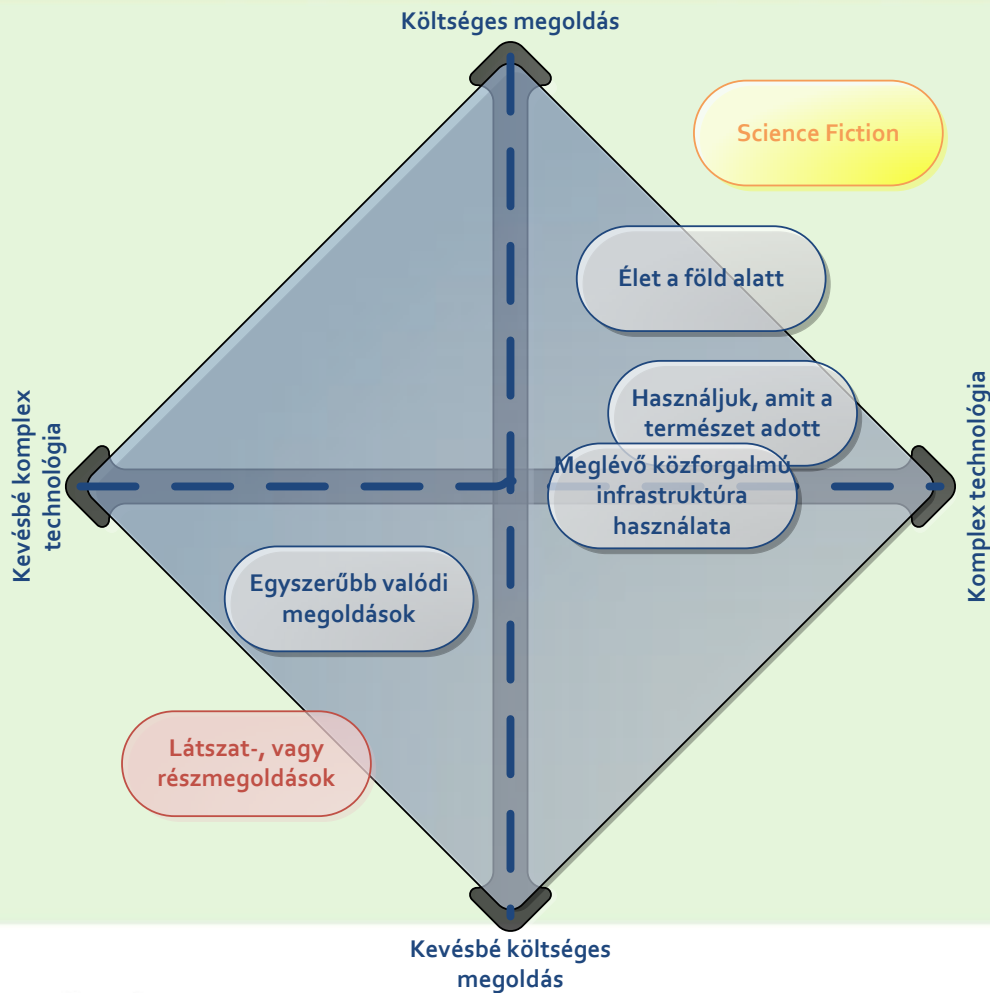 Költséges megoldás
Science Fiction
Élet a föld alatt
Használjuk, amit a
természet adott
Meglévő közforgalmú
infrastruktúra
használata
Kevésbé komplex
technológia
Komplex technológia
Egyszerűbb valódi
megoldások
Látszat-, vagy
részmegoldások
Kevésbé költséges
megoldás